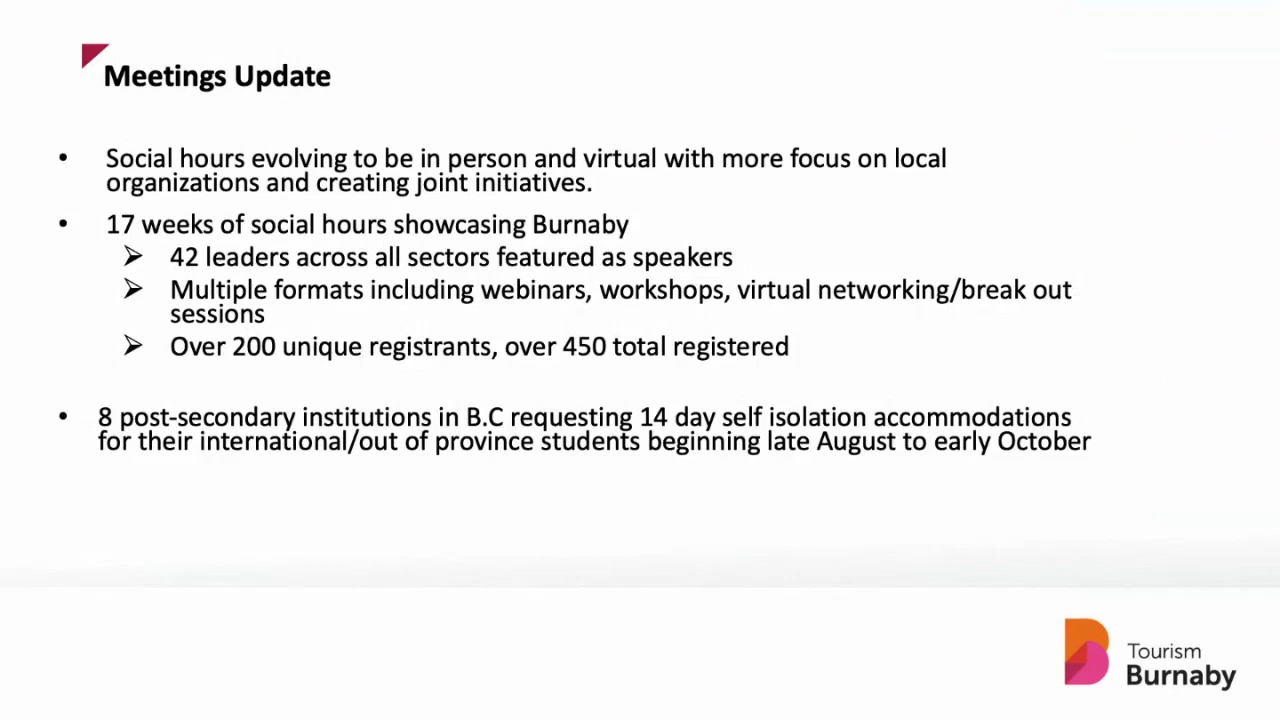 Meetings Update
• Social hours evolving to be in person and virtual with more focus on local
organizations and creating joint initiatives.
• 17 weeks of social hours showcasing Burnaby
➢ 42 leaders across all sectors featured as speakers
➢ Multiple formats including webinars, workshops, virtual networking/break out
sessions
➢ Over 200 unique registrants, over 450 total registered
• 8 post-secondary institutions in B.C requesting 14 day self isolation accommodations
for their international/out of province students beginning late August to early October
Tourism
Burnaby